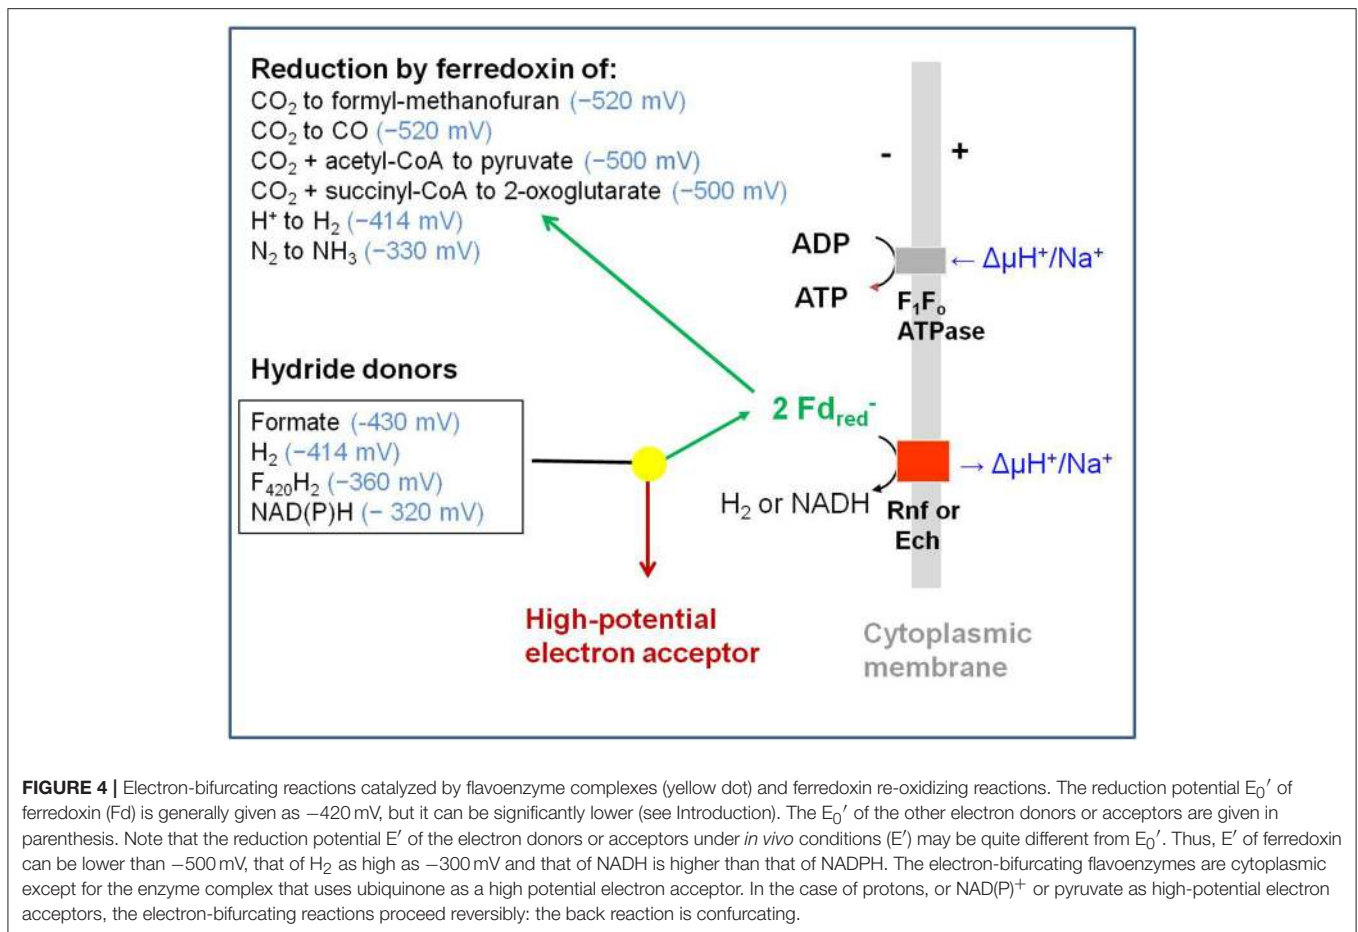 Reduction by ferredoxin of:
CO₂ to formyl-methanofuran (−520 mV)
CO₂ to CO (−520 mV)
CO₂ + acetyl-CoA to pyruvate (−500 mV)
CO₂ + succinyl-CoA to 2-oxoglutarate (−500 mV)
H⁺ to H₂ (−414 mV)
N₂ to NH₃ (−330 mV)
- +
ADP
← ΔμH⁺/Na⁺
ATP
F₁Fₒ
ATPase
Hydride donors
Formate (-430 mV)
H₂ (−414 mV)
F₄₂₀H₂ (−360 mV)
NAD(P)H (− 320 mV)
2 Fd_red⁻
→ ΔμH⁺/Na⁺
H₂ or NADH
Rnf or
Ech
High-potential
electron acceptor
Cytoplasmic
membrane
FIGURE 4 | Electron-bifurcating reactions catalyzed by flavoenzyme complexes (yellow dot) and ferredoxin re-oxidizing reactions. The reduction potential E₀′ of
ferredoxin (Fd) is generally given as −420 mV, but it can be significantly lower (see Introduction). The E₀′ of the other electron donors or acceptors are given in
parenthesis. Note that the reduction potential E′ of the electron donors or acceptors under in vivo conditions (E′) may be quite different from E₀′. Thus, E′ of ferredoxin
can be lower than −500 mV, that of H₂ as high as −300 mV and that of NADH is higher than that of NADPH. The electron-bifurcating flavoenzymes are cytoplasmic
except for the enzyme complex that uses ubiquinone as a high potential electron acceptor. In the case of protons, or NAD(P)⁺ or pyruvate as high-potential electron
acceptors, the electron-bifurcating reactions proceed reversibly: the back reaction is confurcating.